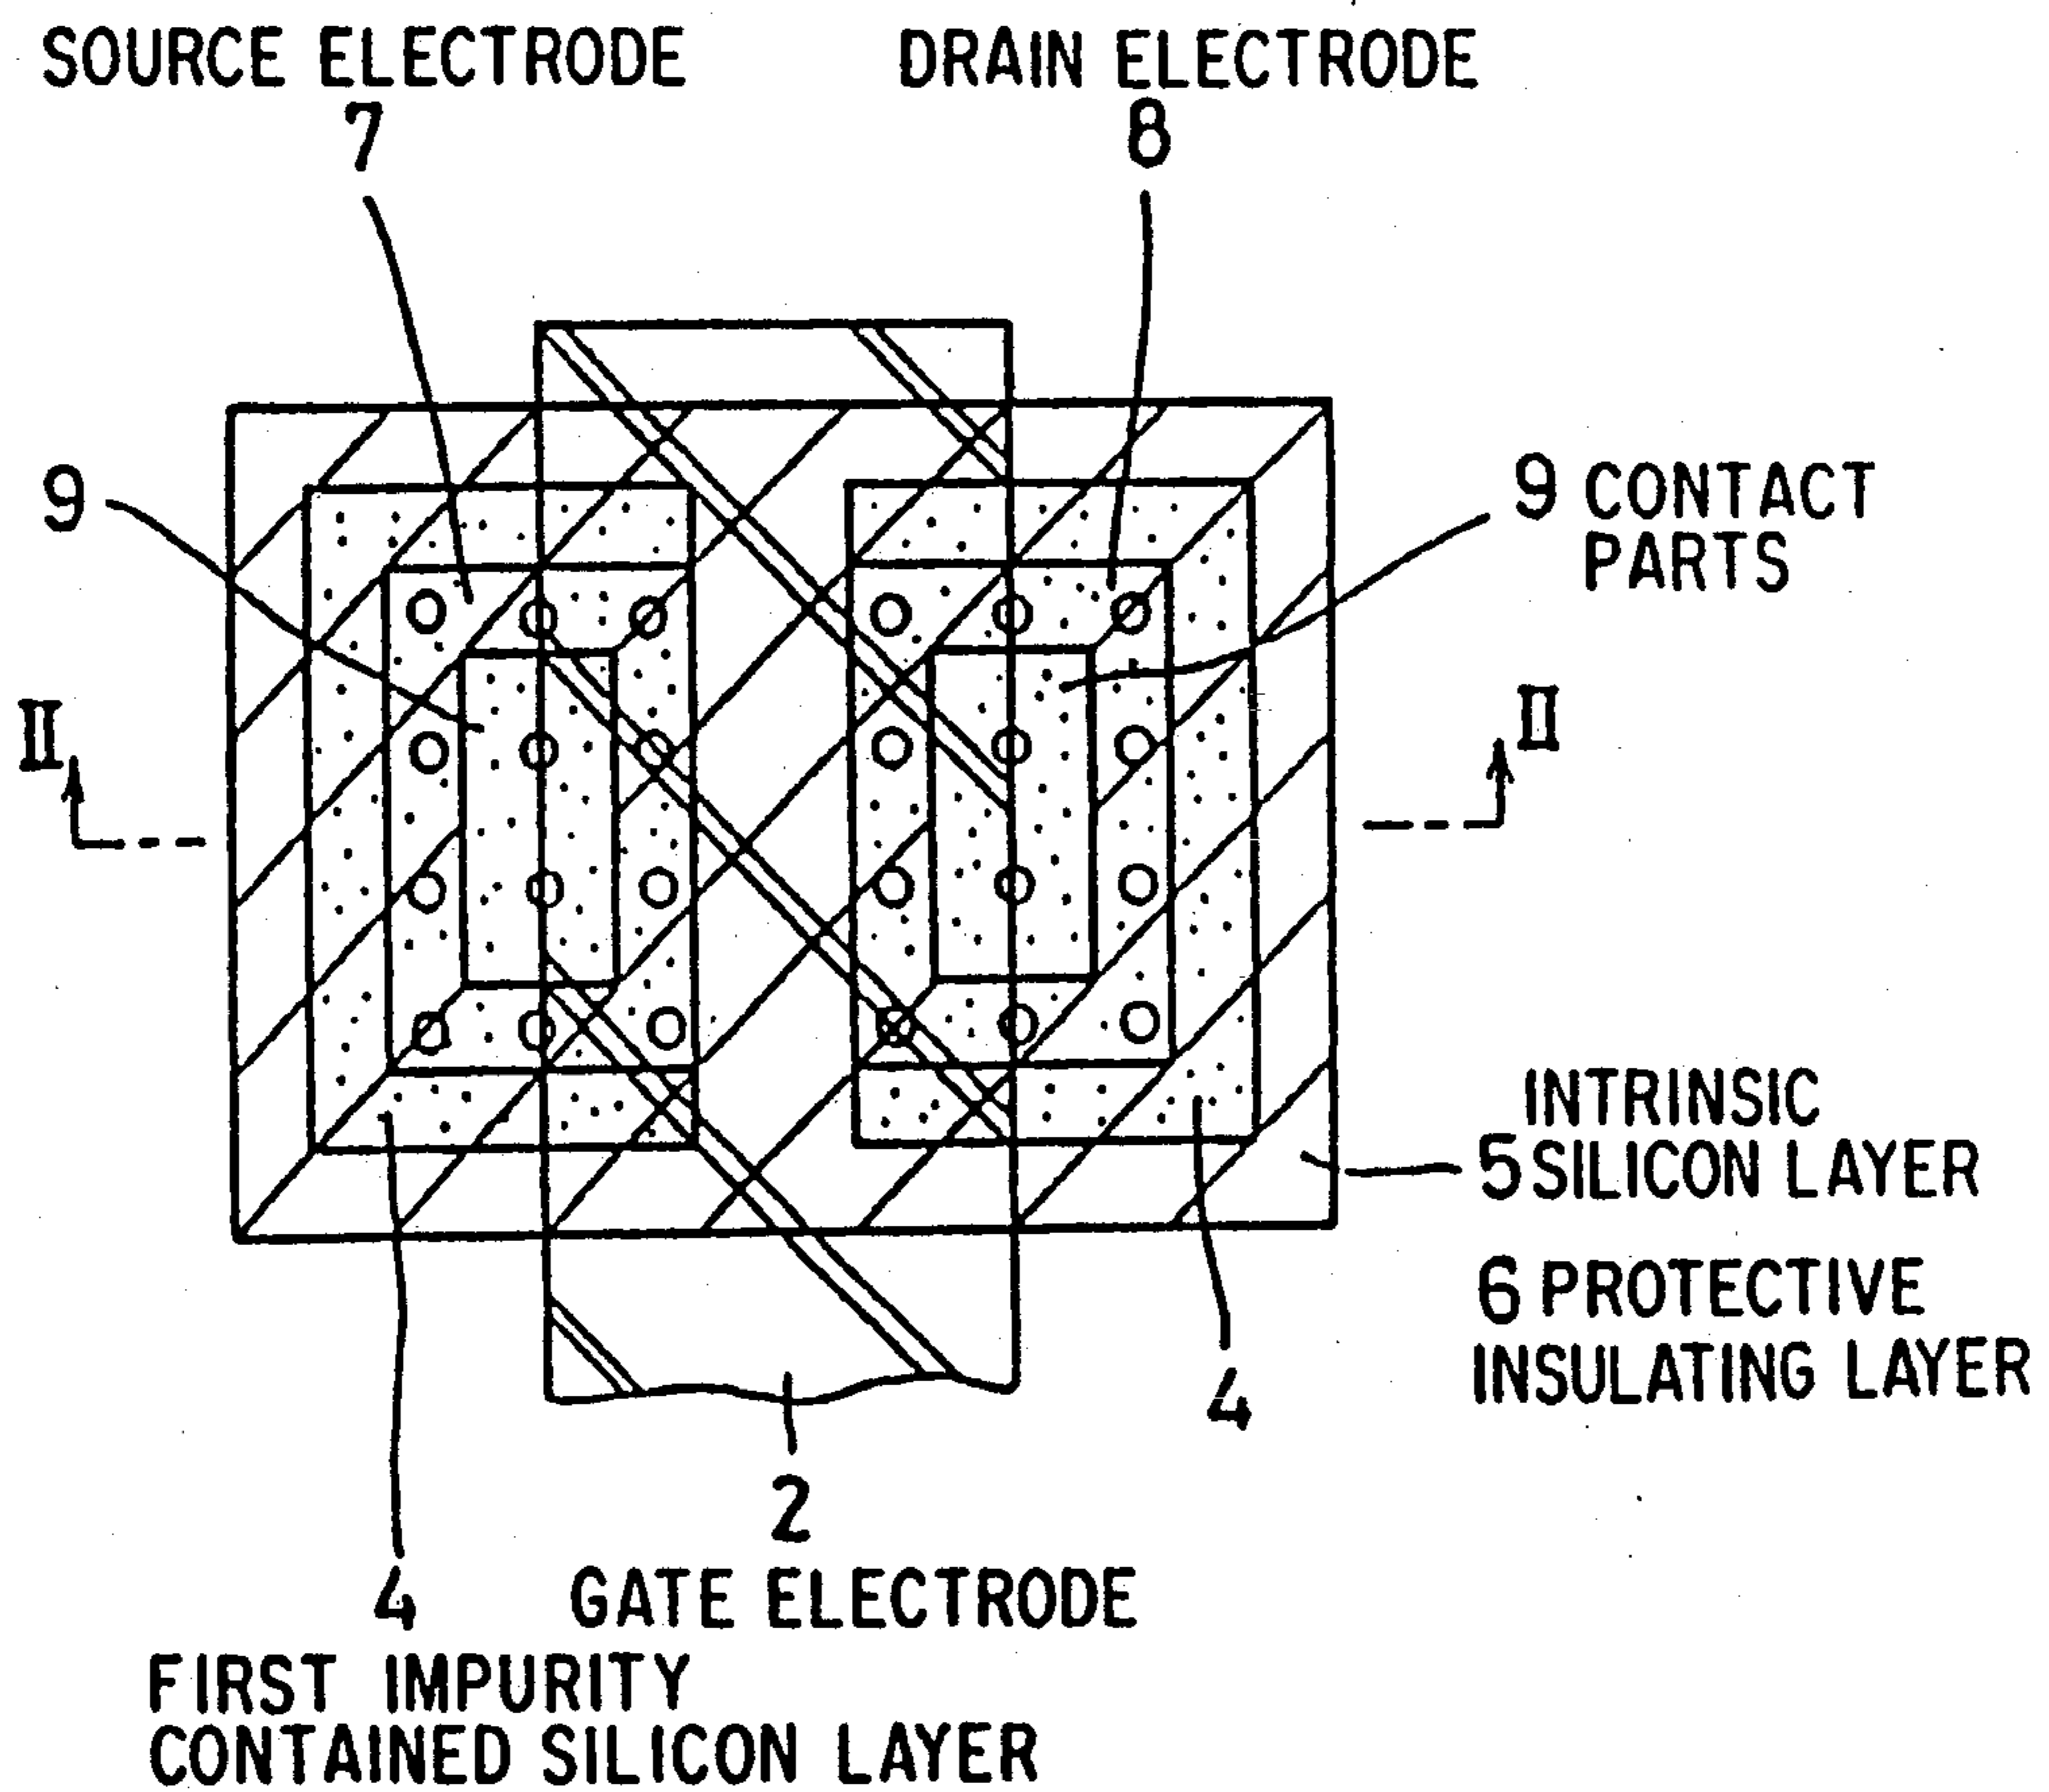 SOURCE ELECTRODE
7
DRAIN ELECTRODE
8
9
9 CONTACT
PARTS
II
II
INTRINSIC
5 SILICON LAYER
6 PROTECTIVE
INSULATING LAYER
4
2
GATE ELECTRODE
4
FIRST IMPURITY
CONTAINED SILICON LAYER